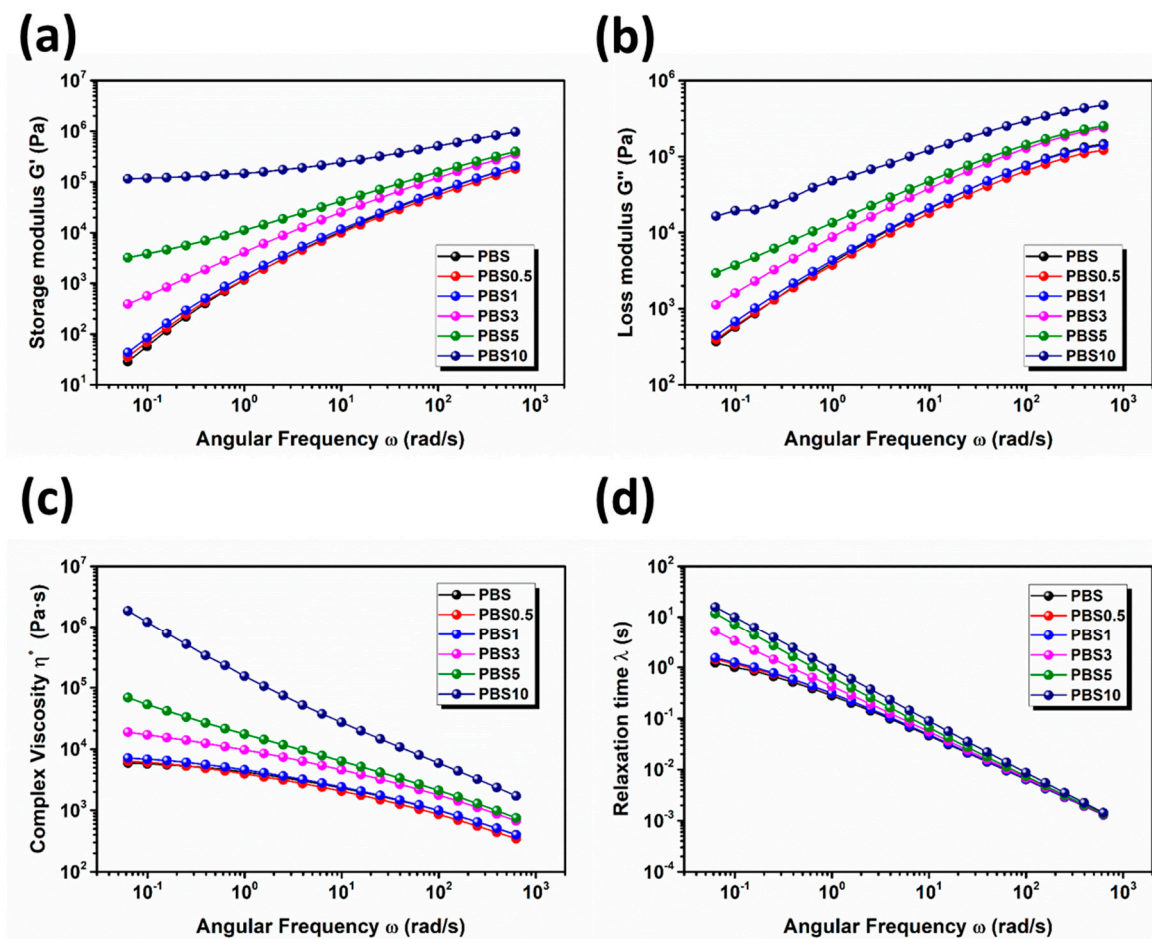 (a)
Storage modulus G' (Pa)
10^7
10^6
10^5
10^4
10^3
10^2
10^1
PBS
PBS0.5
PBS1
PBS3
PBS5
PBS10
10^-1 10^0 10^1 10^2 10^3
Angular Frequency ω (rad/s)
(b)
Loss modulus G'' (Pa)
10^6
10^5
10^4
10^3
10^2
PBS
PBS0.5
PBS1
PBS3
PBS5
PBS10
10^-1 10^0 10^1 10^2 10^3
Angular Frequency ω (rad/s)
(c)
Complex Viscosity η* (Pa·s)
10^7
10^6
10^5
10^4
10^3
10^2
PBS
PBS0.5
PBS1
PBS3
PBS5
PBS10
10^-1 10^0 10^1 10^2 10^3
Angular Frequency ω (rad/s)
(d)
Relaxation time λ (s)
10^2
10^1
10^0
10^-1
10^-2
10^-3
10^-4
PBS
PBS0.5
PBS1
PBS3
PBS5
PBS10
10^-1 10^0 10^1 10^2 10^3
Angular Frequency ω (rad/s)